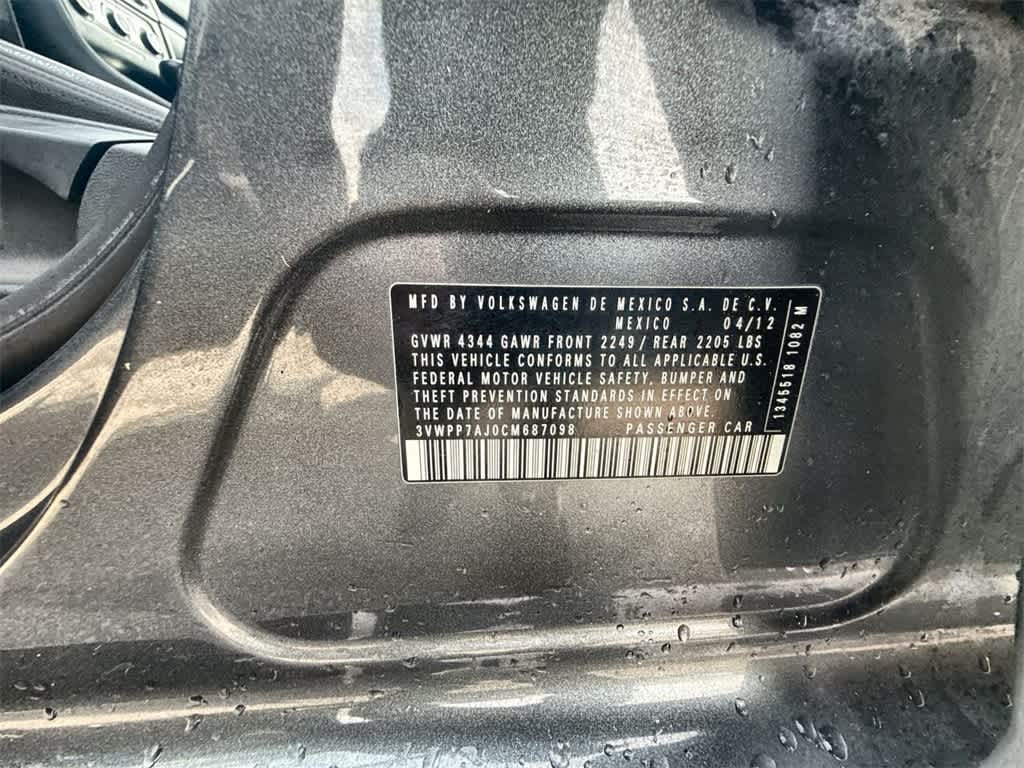 MFD BY VOLKSWAGEN DE MEXICO S.A. DE C.V.
MEXICO 04/12
GVWR 4344 GAWR FRONT 2249 / REAR 2205 LBS
THIS VEHICLE CONFORMS TO ALL APPLICABLE U.S.
FEDERAL MOTOR VEHICLE SAFETY, BUMPER AND
THEFT PREVENTION STANDARDS IN EFFECT ON
THE DATE OF MANUFACTURE SHOWN ABOVE.
3VWPP7AJ0CM687098 PASSENGER CAR
1345518 1082 M